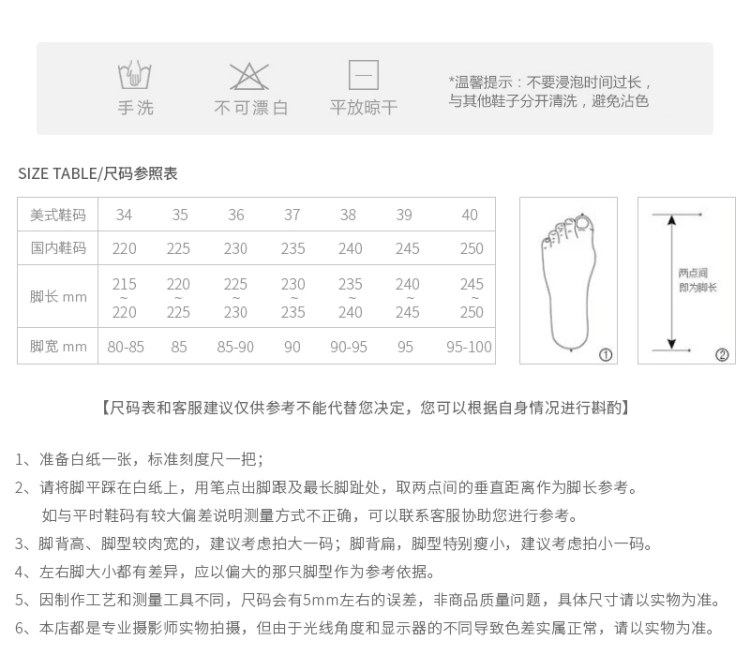 手洗
不可漂白
平放晾干
*温馨提示：不要浸泡时间过长，
与其他鞋子分开清洗，避免沾色
SIZE TABLE/尺码参照表
美式鞋码 34 35 36 37 38 39 40
国内鞋码 220 225 230 235 240 245 250
脚长 mm 215~220 220~225 225~230 230~235 235~240 240~245 245~250
脚宽 mm 80-85 85 85-90 90 90-95 95 95-100
①
两点间
即为脚长
②
【尺码表和客服建议仅供参考不能代替您决定，您可以根据自身情况进行斟酌】
1、准备白纸一张，标准刻度尺一把；
2、请将脚平踩在白纸上，用笔点出脚跟及最长脚趾处，取两点间的垂直距离作为脚长参考。
如与平时鞋码有较大偏差说明测量方式不正确，可以联系客服协助您进行参考。
3、脚背高、脚型较肉宽的，建议考虑拍大一码；脚背扁，脚型特别瘦小，建议考虑拍小一码。
4、左右脚大小都有差异，应以偏大的那只脚型作为参考依据。
5、因制作工艺和测量工具不同，尺码会有5mm左右的误差，非商品质量问题，具体尺寸请以实物为准。
6、本店都是专业摄影师实物拍摄，但由于光线角度和显示器的不同导致色差实属正常，请以实物为准。